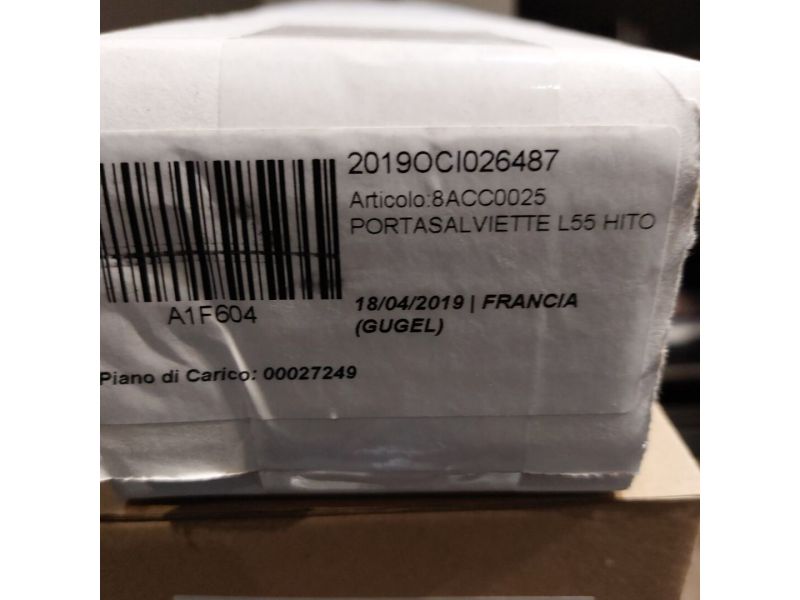 2019OCI026487
Articolo:8ACC0025
PORTASALVIETTE L55 HITO
A1F604
18/04/2019 | FRANCIA
(GUGEL)
Piano di Carico: 00027249